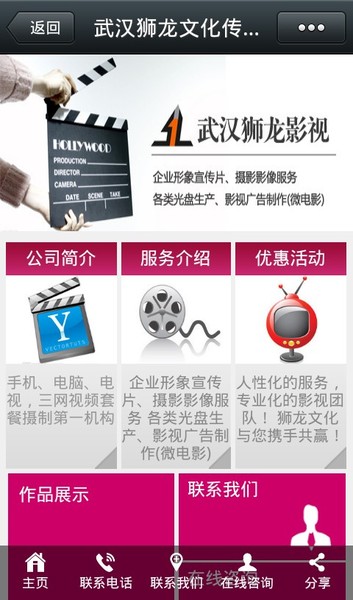 返回
武汉狮龙文化传...
HOLLYWOOD
PRODUCTION
DIRECTOR
CAMERA
DATE SCENE TAKE
武汉狮龙影视
企业形象宣传片、摄影影像服务
各类光盘生产、影视广告制作(微电影)
公司简介
服务介绍
优惠活动
Y
VECTORTUTS
手机、电脑、电
视，三网视频套
餐摄制第一机构
企业形象宣传
片、摄影影像服
务 各类光盘生
产、影视广告制
作(微电影)
人性化的服务，
专业化的影视团
队！ 狮龙文化
与您携手共赢！
作品展示
联系我们
在线咨询
主页
联系电话
联系我们
在线咨询
分享